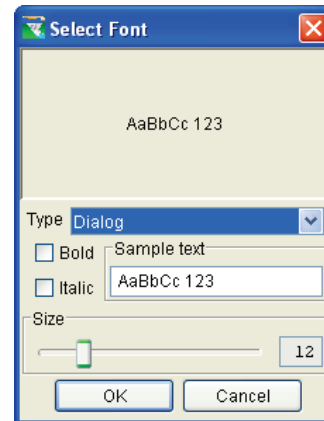 Select Font
AaBbCc 123
Type Dialog
Bold
Sample text
Italic
AaBbCc 123
Size
12
OK
Cancel